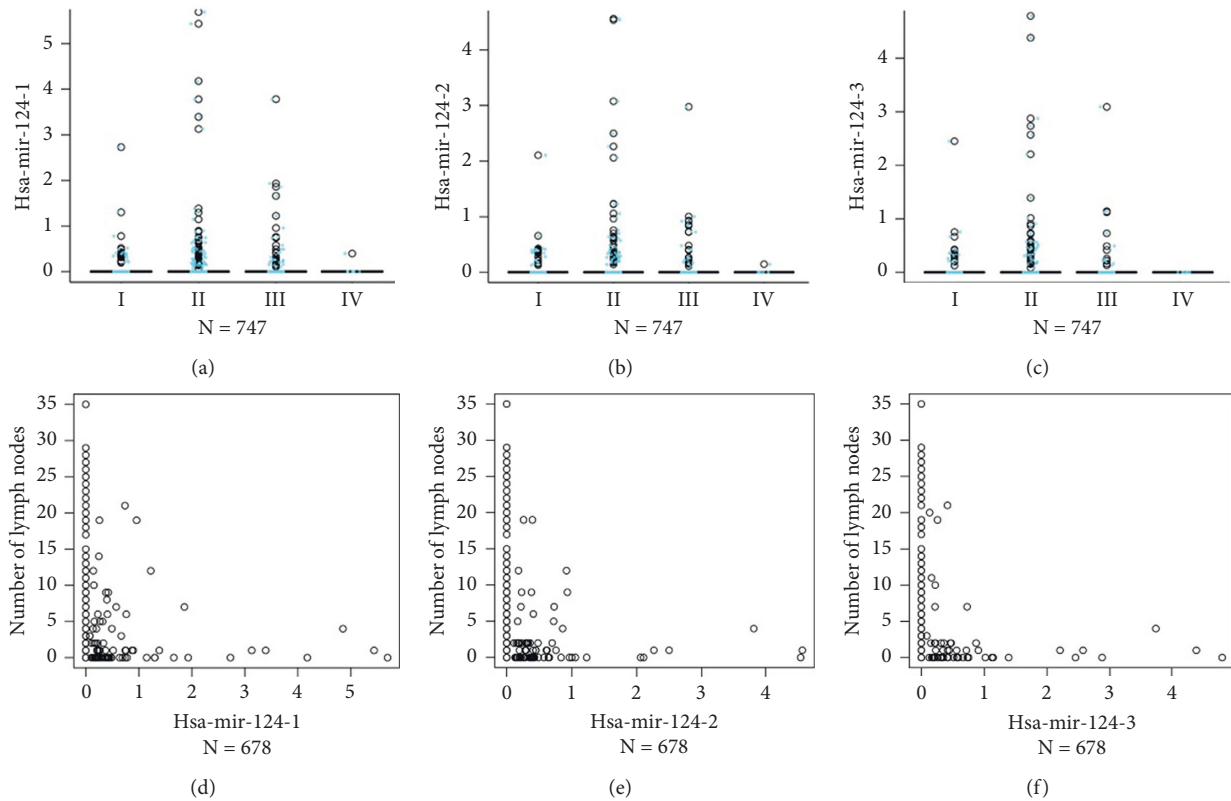 Hsa-mir-124-1
5
4
3
2
1
0
I II III IV
N = 747
(a)
Hsa-mir-124-2
4
3
2
1
0
I II III IV
N = 747
(b)
Hsa-mir-124-3
4
3
2
1
0
I II III IV
N = 747
(c)
Number of lymph nodes
35
30
25
20
15
10
5
0
0 1 2 3 4 5
Hsa-mir-124-1
N = 678
(d)
Number of lymph nodes
35
30
25
20
15
10
5
0
0 1 2 3 4
Hsa-mir-124-2
N = 678
(e)
Number of lymph nodes
35
30
25
20
15
10
5
0
0 1 2 3 4
Hsa-mir-124-3
N = 678
(f)